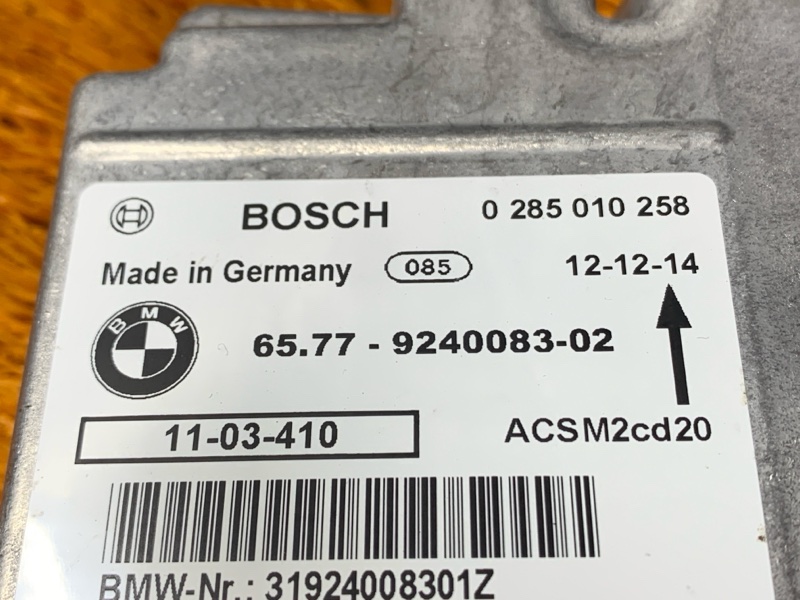 BOSCH 0 285 010 258
Made in Germany 085 12-12-14
BMW 65.77 - 9240083-02
11-03-410 ACSM2cd20
BMW-Nr.: 31924008301Z